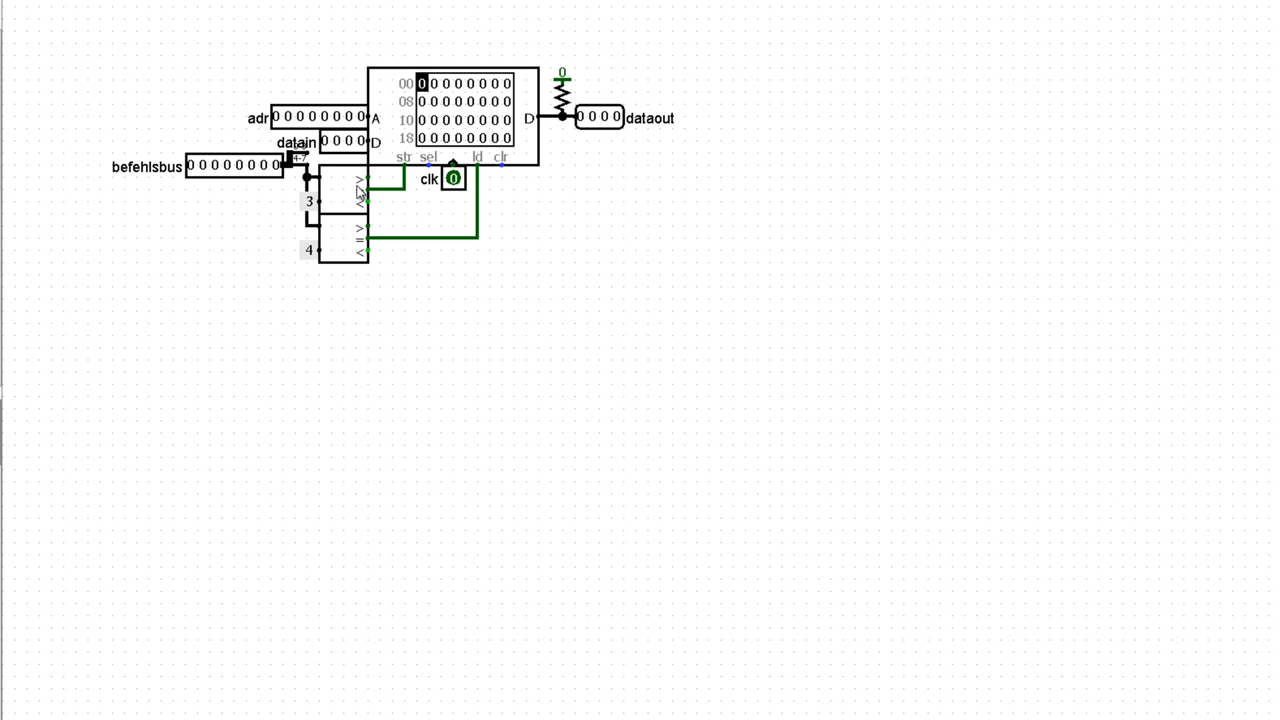 0
00 0 0 0 0 0 0 0 0
08 0 0 0 0 0 0 0 0
adr 0 0 0 0 0 0 0 0 A
10 0 0 0 0 0 0 0 0
D 0 0 0 0 dataout
18 0 0 0 0 0 0 0 0
datain 0 0 0 0 D
str sel ld clr
4-7
befehlsbus 0 0 0 0 0 0 0 0
clk 0
>
3 <
>
=
4 <